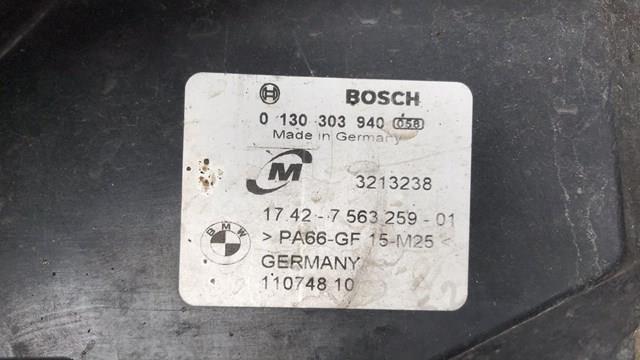 BOSCH
0 130 303 940 058
Made in Germany
M
3213238
17.42 - 7 563 259 - 01
BMW
> PA66-GF 15-M25 <
GERMANY
110748 10